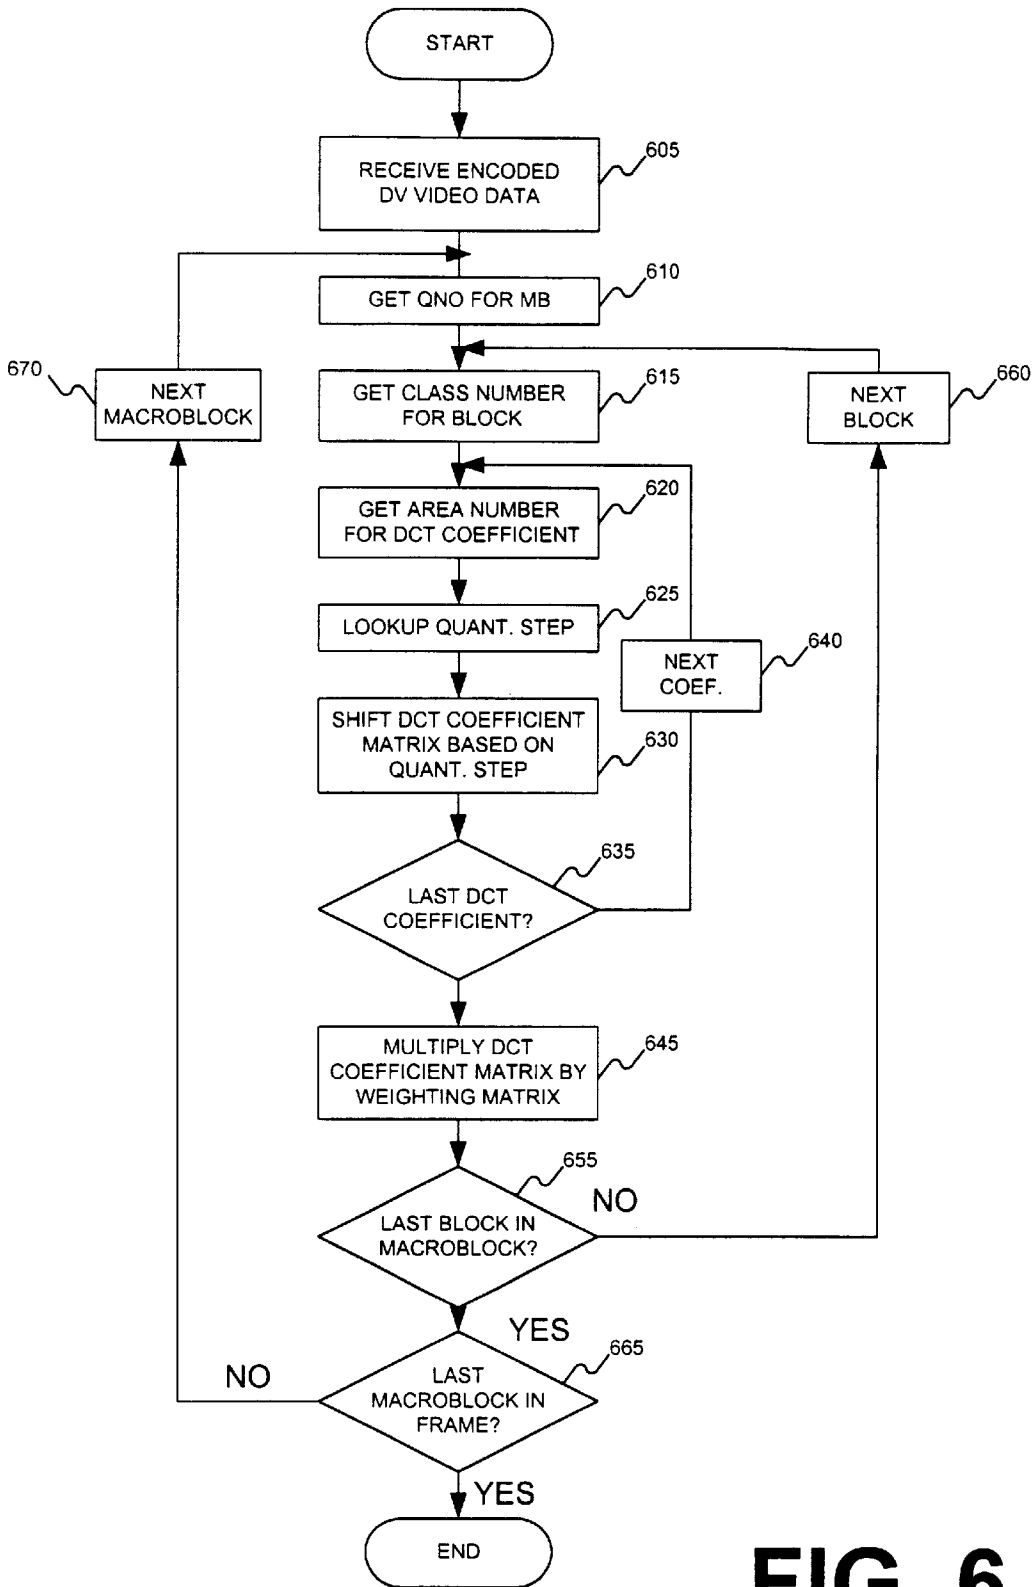 START
RECEIVE ENCODED
DV VIDEO DATA
605
GET QNO FOR MB
610
670
NEXT
MACROBLOCK
GET CLASS NUMBER
FOR BLOCK
615
NEXT
BLOCK
660
GET AREA NUMBER
FOR DCT COEFFICIENT
620
LOOKUP QUANT. STEP
625
NEXT
COEF.
640
SHIFT DCT COEFFICIENT
MATRIX BASED ON
QUANT. STEP
630
LAST DCT
COEFFICIENT?
635
MULTIPLY DCT
COEFFICIENT MATRIX BY
WEIGHTING MATRIX
645
LAST BLOCK IN
MACROBLOCK?
655
NO
YES
LAST
MACROBLOCK IN
FRAME?
665
NO
YES
END
FIG. 6